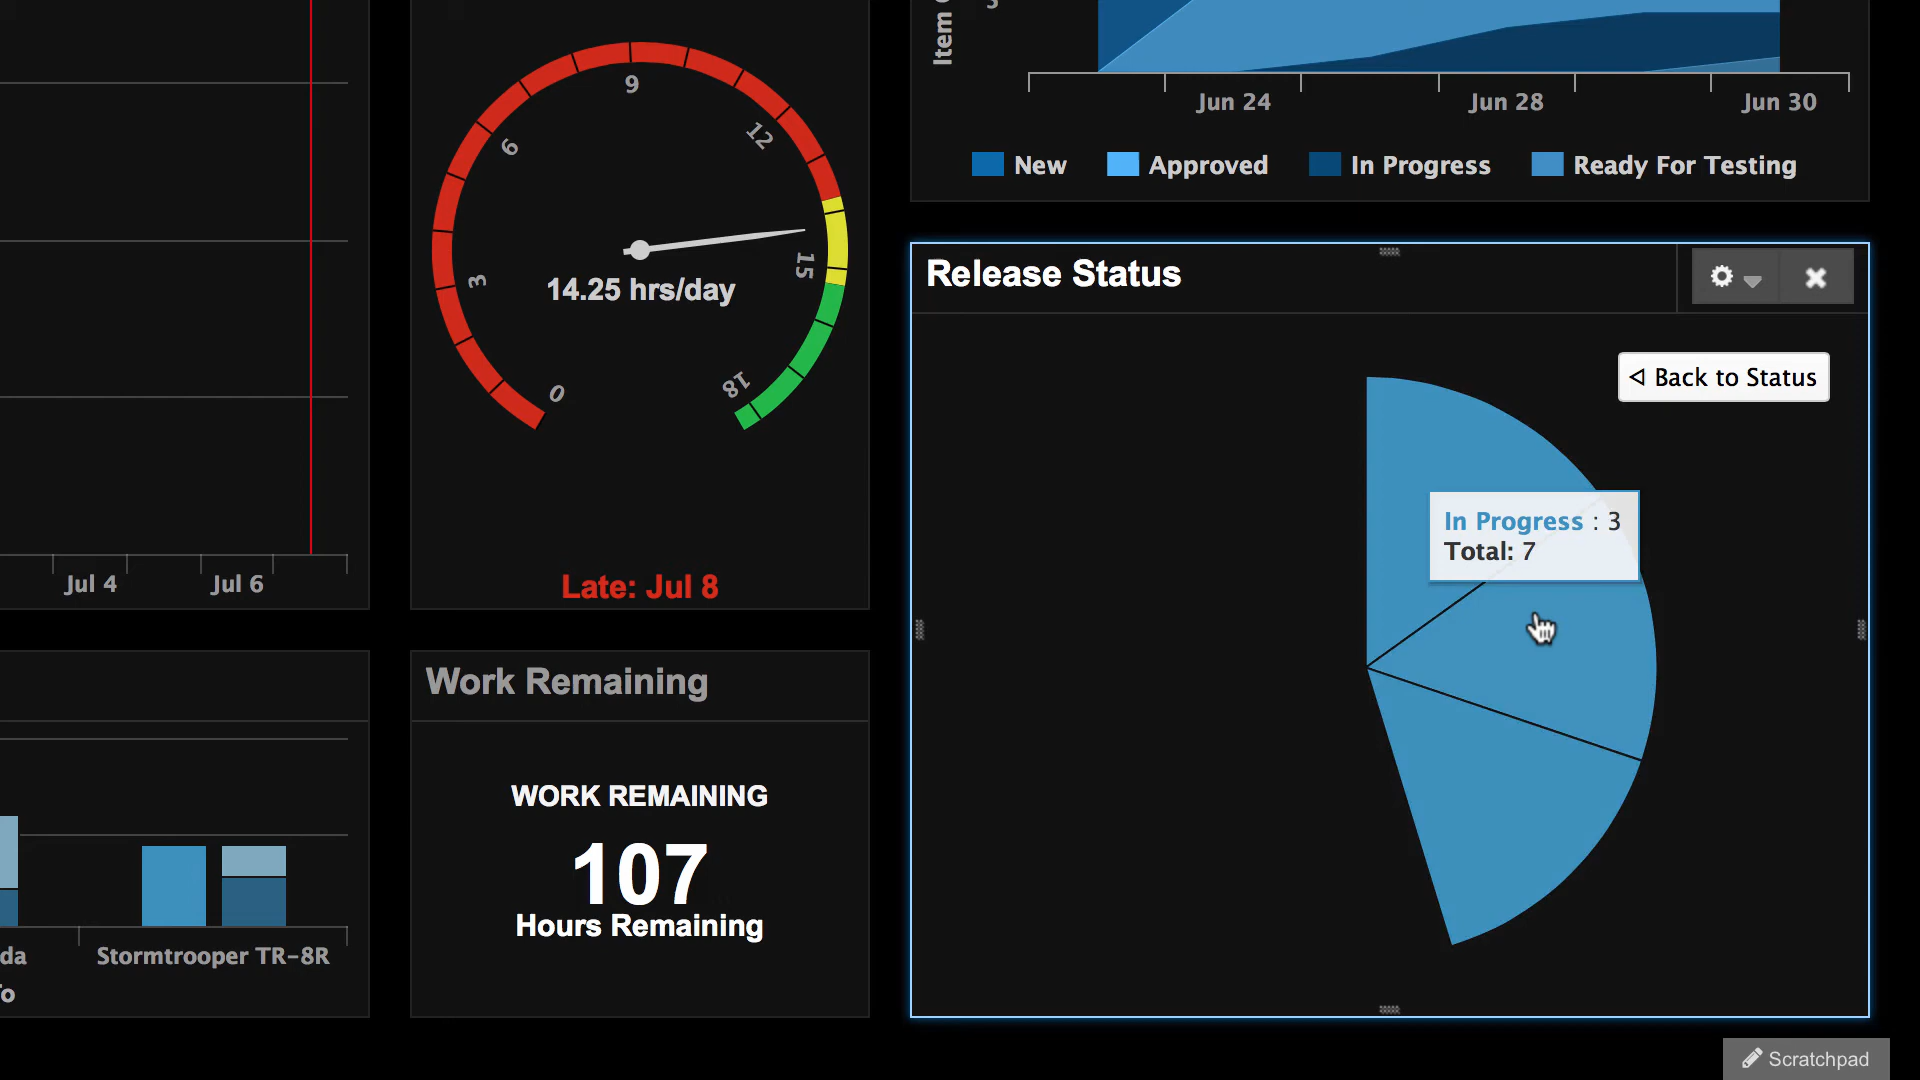 Jul 4
Jul 6
da
Stormtrooper TR-8R
0
3
6
9
12
15
18
14.25 hrs/day
Late: Jul 8
Work Remaining
WORK REMAINING
107
Hours Remaining
Jun 24
Jun 28
Jun 30
New
Approved
In Progress
Ready For Testing
Release Status
Back to Status
In Progress : 3
Total: 7
Scratchpad